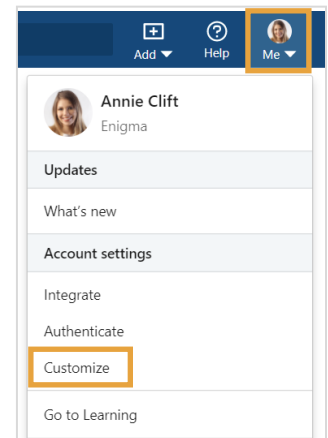 Add Help Me
Annie Clift
Enigma
Updates
What's new
Account settings
Integrate
Authenticate
Customize
Go to Learning